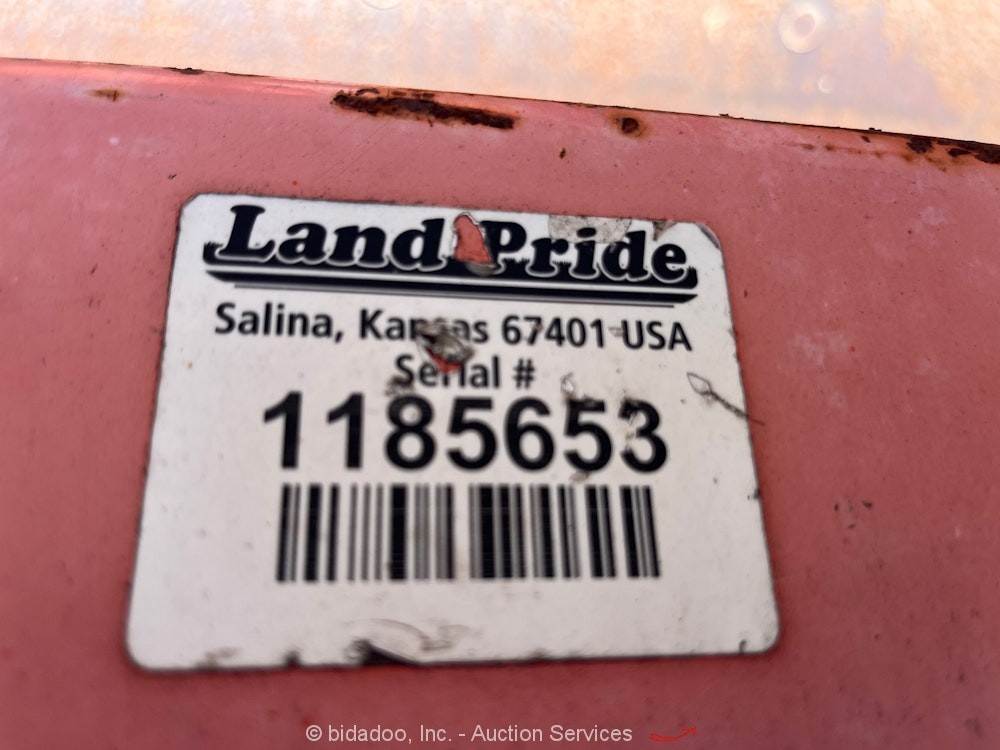 Land Pride
Salina, Kansas 67401 USA
Serial #
1185653
© bidadoo, Inc. - Auction Services